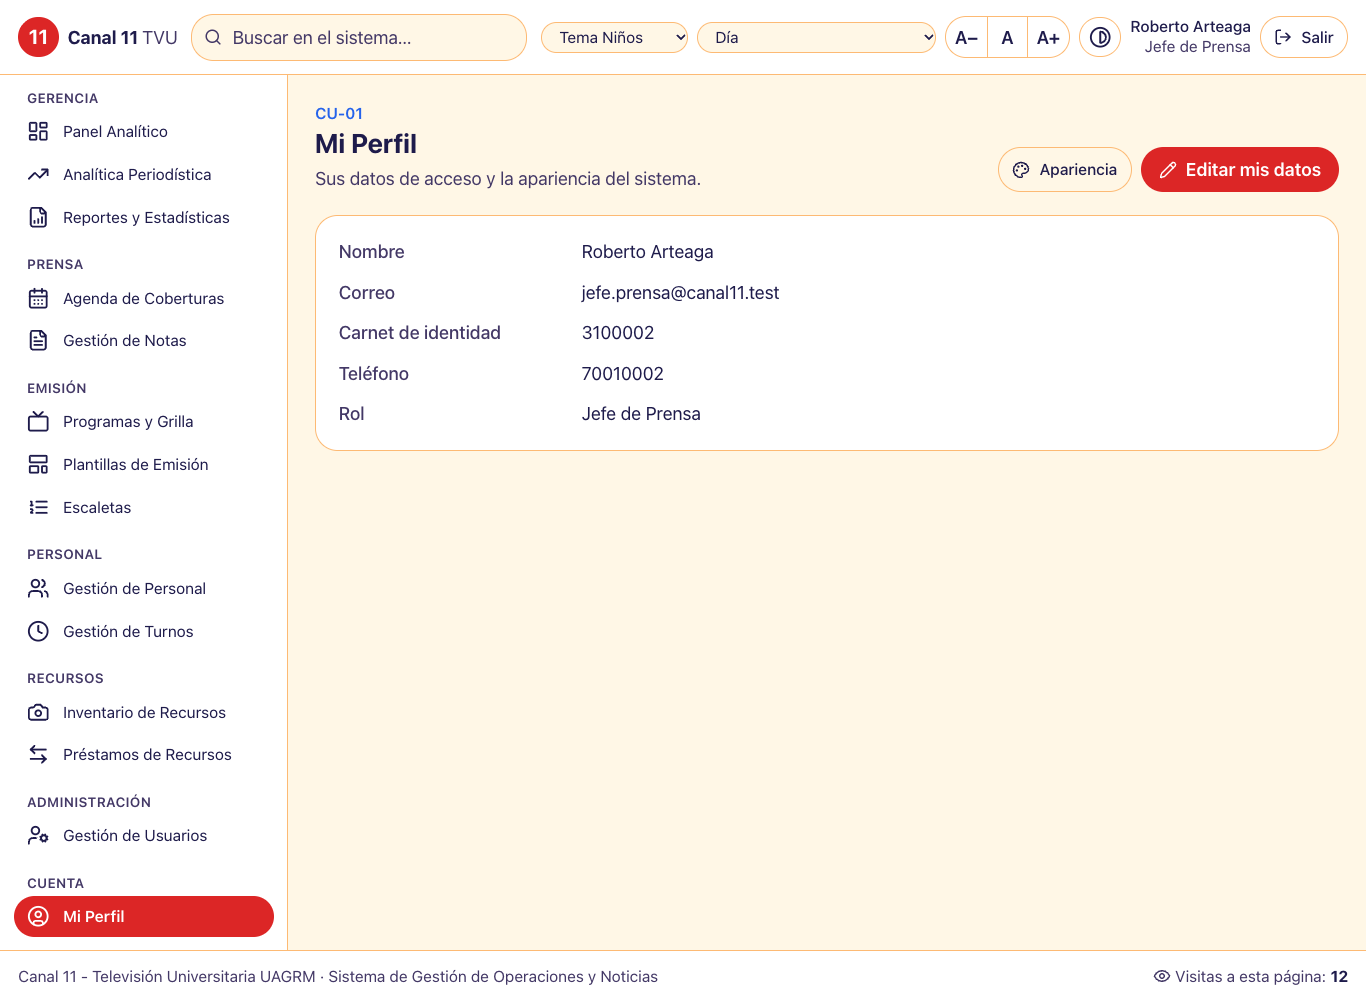 11 Canal 11 TVU
Buscar en el sistema...
Tema Niños
Día
A− A A+
Roberto Arteaga
Jefe de Prensa
Salir
GERENCIA
Panel Analítico
Analítica Periodística
Reportes y Estadísticas
PRENSA
Agenda de Coberturas
Gestión de Notas
EMISIÓN
Programas y Grilla
Plantillas de Emisión
Escaletas
PERSONAL
Gestión de Personal
Gestión de Turnos
RECURSOS
Inventario de Recursos
Préstamos de Recursos
ADMINISTRACIÓN
Gestión de Usuarios
CUENTA
Mi Perfil
CU-01
Mi Perfil
Sus datos de acceso y la apariencia del sistema.
Apariencia
Editar mis datos
Nombre Roberto Arteaga
Correo jefe.prensa@canal11.test
Carnet de identidad 3100002
Teléfono 70010002
Rol Jefe de Prensa
Canal 11 - Televisión Universitaria UAGRM · Sistema de Gestión de Operaciones y Noticias
Visitas a esta página: 12